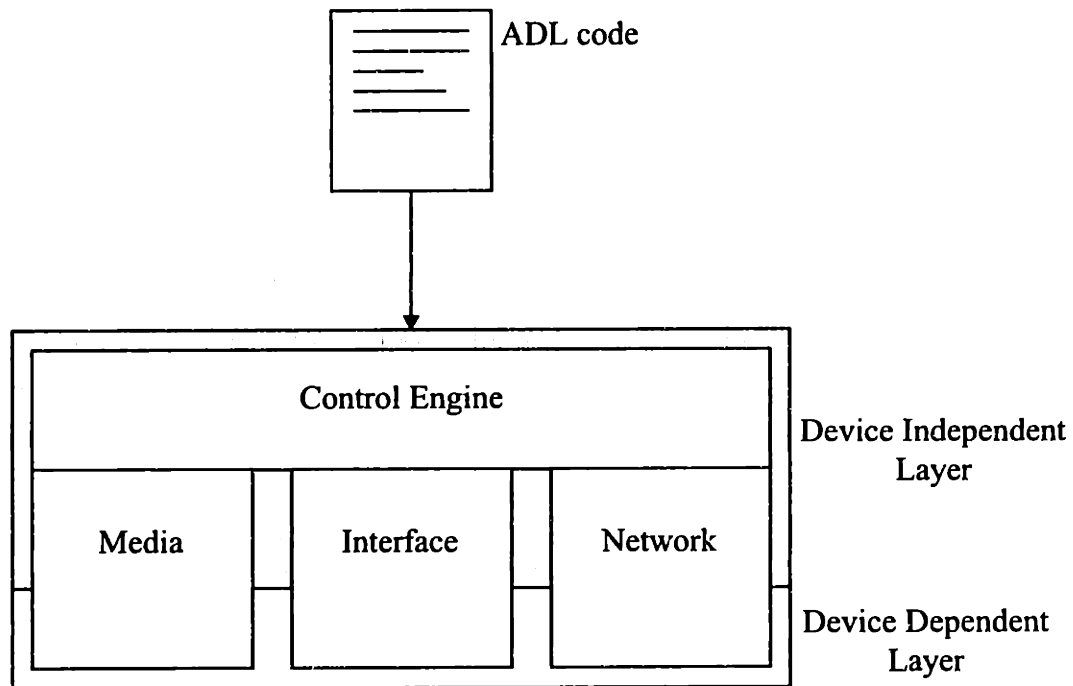 ADL code
Control Engine
Device Independent
Layer
Media
Interface
Network
Device Dependent
Layer